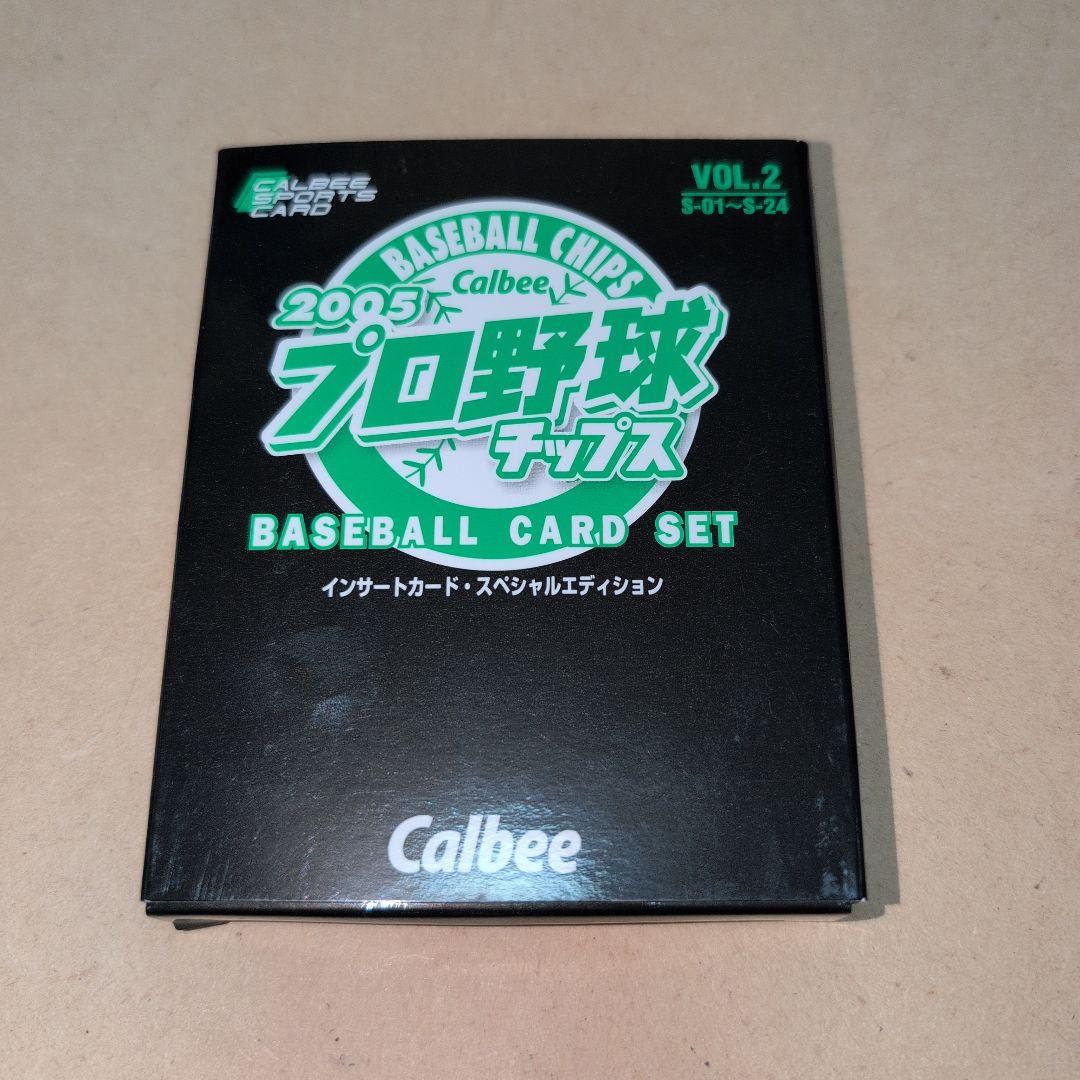 CALBEE
SPORTS
CARD
VOL.2
S-01～S-24
BASEBALL CHIPS
Calbee
2005
プロ野球
チップス
BASEBALL CARD SET
インサートカード・スペシャルエディション
Calbee